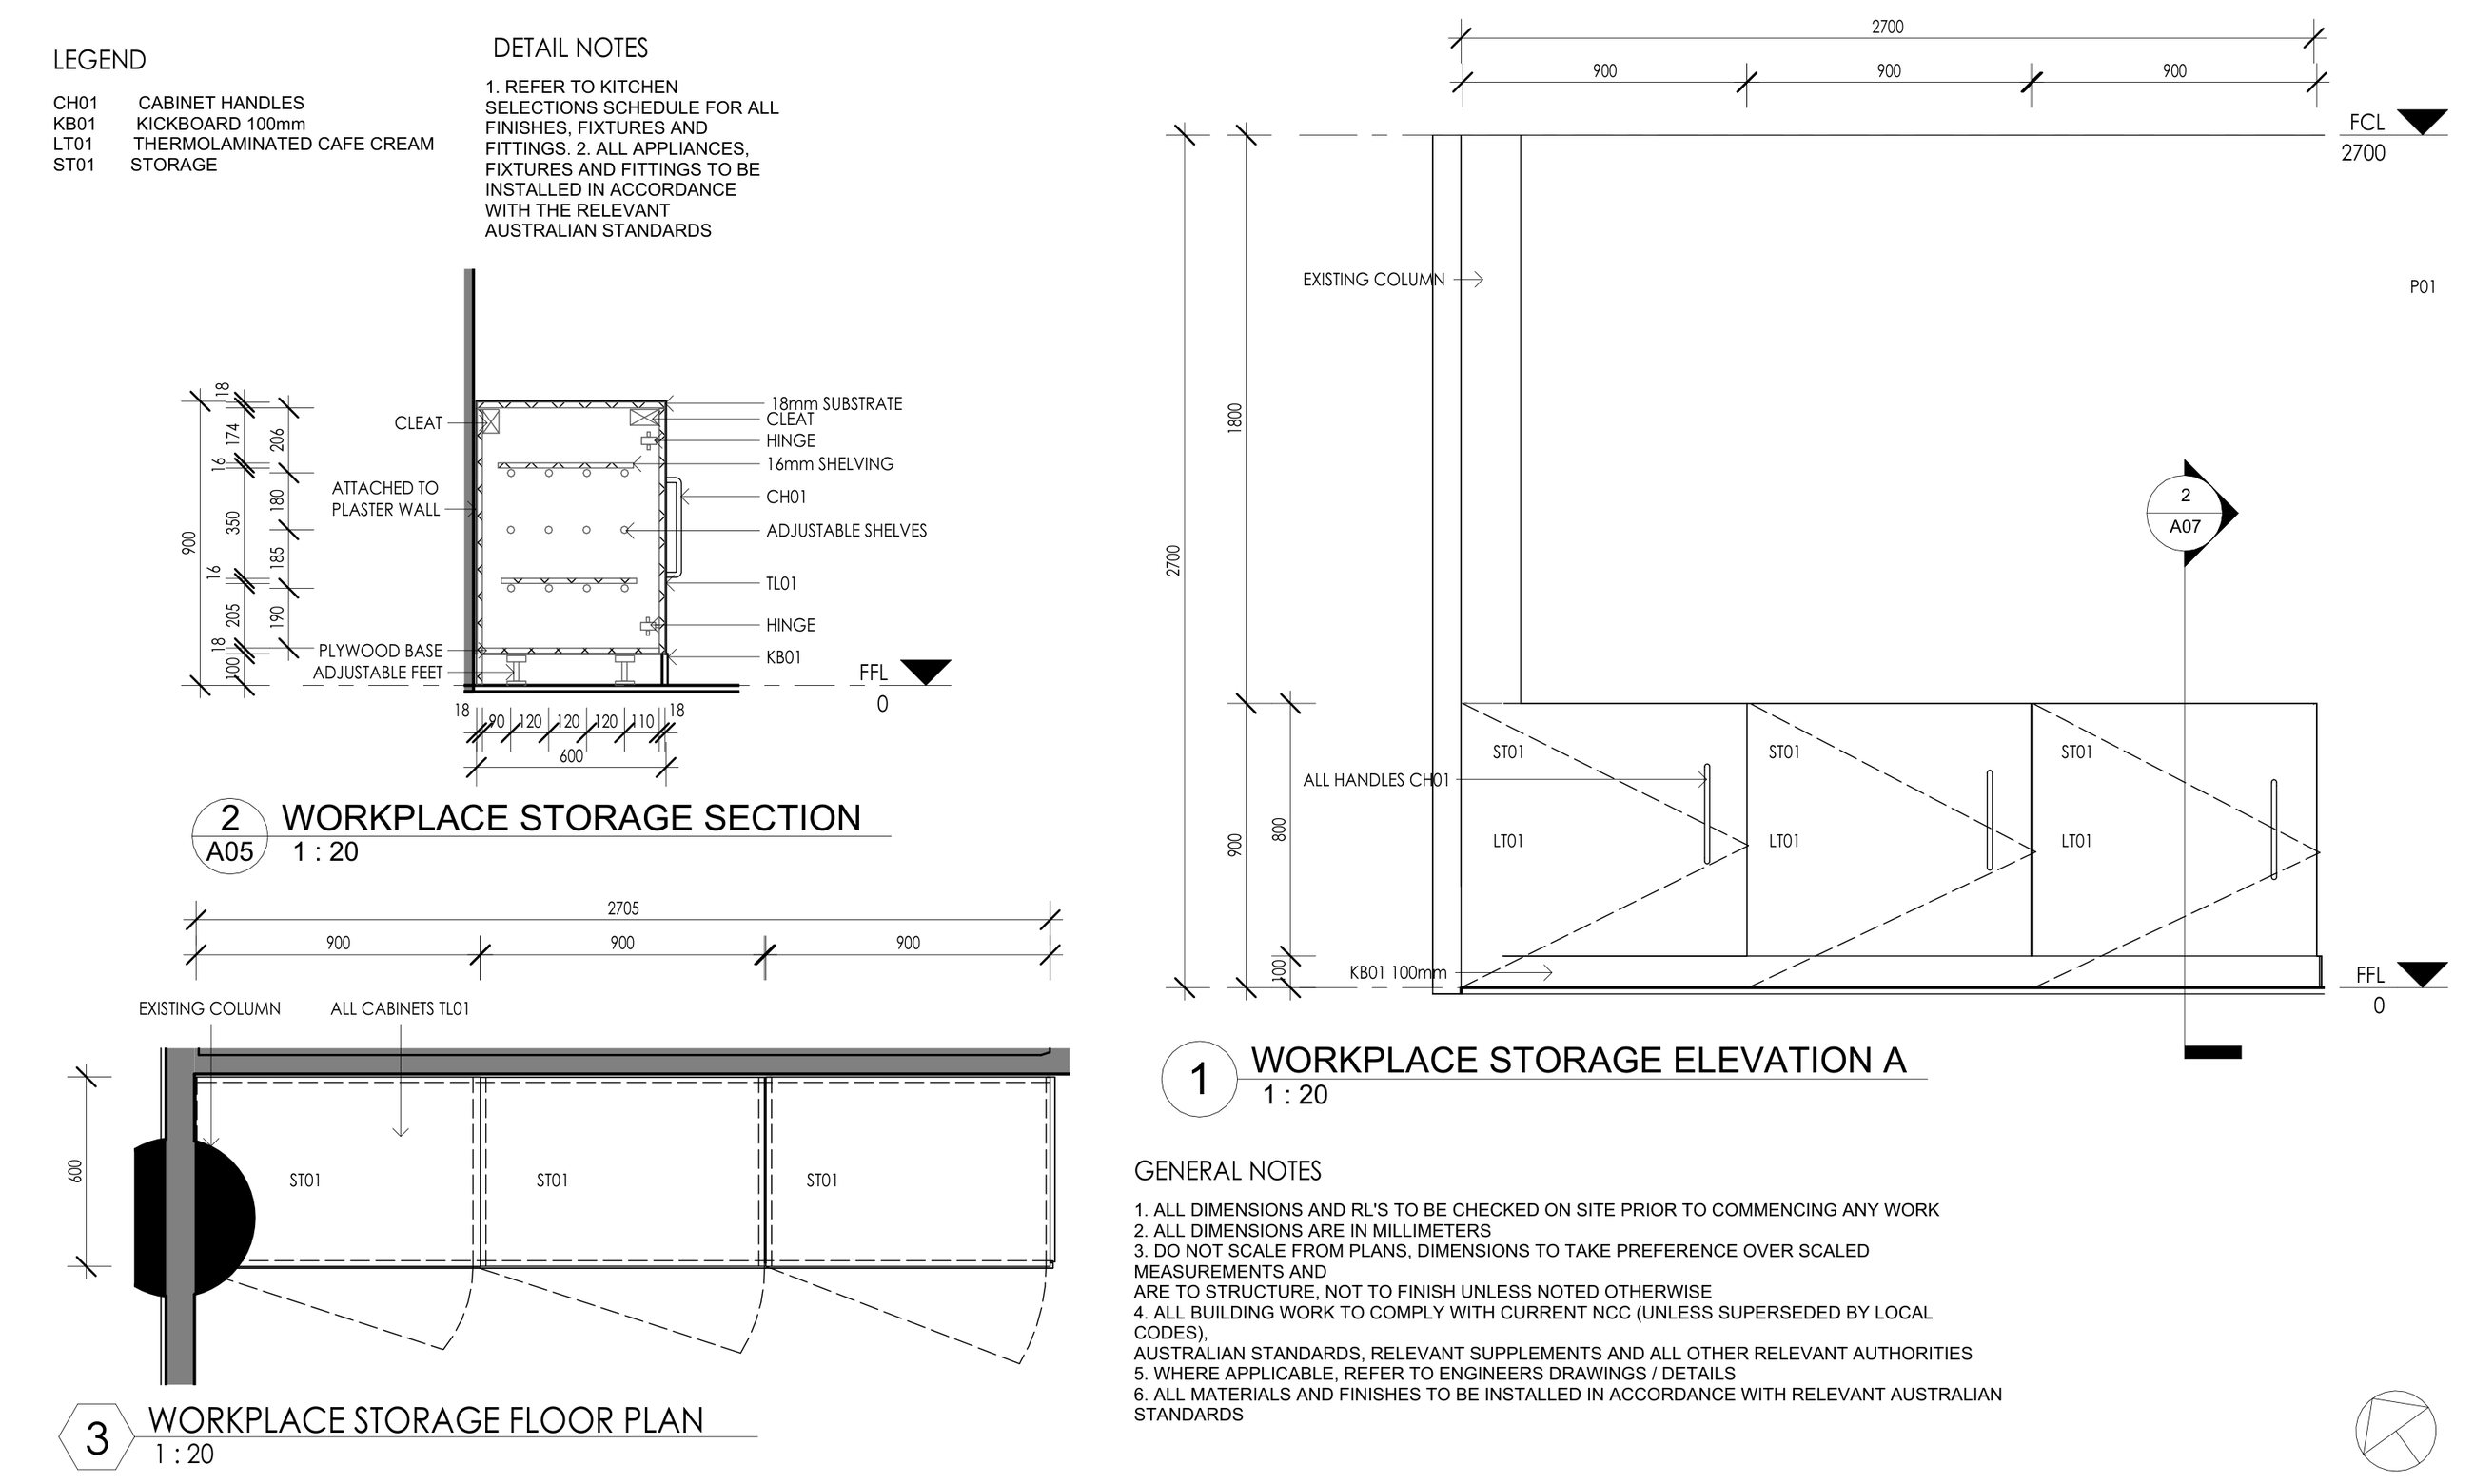 LEGEND
CH01 CABINET HANDLES
KB01 KICKBOARD 100mm
LT01 THERMOLAMINATED CAFE CREAM
ST01 STORAGE
DETAIL NOTES
1. REFER TO KITCHEN
SELECTIONS SCHEDULE FOR ALL
FINISHES, FIXTURES AND
FITTINGS. 2. ALL APPLIANCES,
FIXTURES AND FITTINGS TO BE
INSTALLED IN ACCORDANCE
WITH THE RELEVANT
AUSTRALIAN STANDARDS
900
18
174
16
350
16
205
18
100
206
180
185
190
CLEAT
ATTACHED TO
PLASTER WALL
PLYWOOD BASE
ADJUSTABLE FEET
18mm SUBSTRATE
CLEAT
HINGE
16mm SHELVING
CH01
ADJUSTABLE SHELVES
TL01
HINGE
KB01
FFL
0
18
90
120
120
120
110
18
600
2
A05
WORKPLACE STORAGE SECTION
1 : 20
2705
900
900
900
EXISTING COLUMN
ALL CABINETS TL01
600
ST01
ST01
ST01
3
WORKPLACE STORAGE FLOOR PLAN
1 : 20
2700
900
900
900
FCL
2700
EXISTING COLUMN
P01
2700
1800
900
800
100
2
A07
ST01
ST01
ST01
ALL HANDLES CH01
LT01
LT01
LT01
KB01 100mm
FFL
0
1
WORKPLACE STORAGE ELEVATION A
1 : 20
GENERAL NOTES
1. ALL DIMENSIONS AND RL'S TO BE CHECKED ON SITE PRIOR TO COMMENCING ANY WORK
2. ALL DIMENSIONS ARE IN MILLIMETERS
3. DO NOT SCALE FROM PLANS, DIMENSIONS TO TAKE PREFERENCE OVER SCALED
MEASUREMENTS AND
ARE TO STRUCTURE, NOT TO FINISH UNLESS NOTED OTHERWISE
4. ALL BUILDING WORK TO COMPLY WITH CURRENT NCC (UNLESS SUPERSEDED BY LOCAL
CODES),
AUSTRALIAN STANDARDS, RELEVANT SUPPLEMENTS AND ALL OTHER RELEVANT AUTHORITIES
5. WHERE APPLICABLE, REFER TO ENGINEERS DRAWINGS / DETAILS
6. ALL MATERIALS AND FINISHES TO BE INSTALLED IN ACCORDANCE WITH RELEVANT AUSTRALIAN
STANDARDS